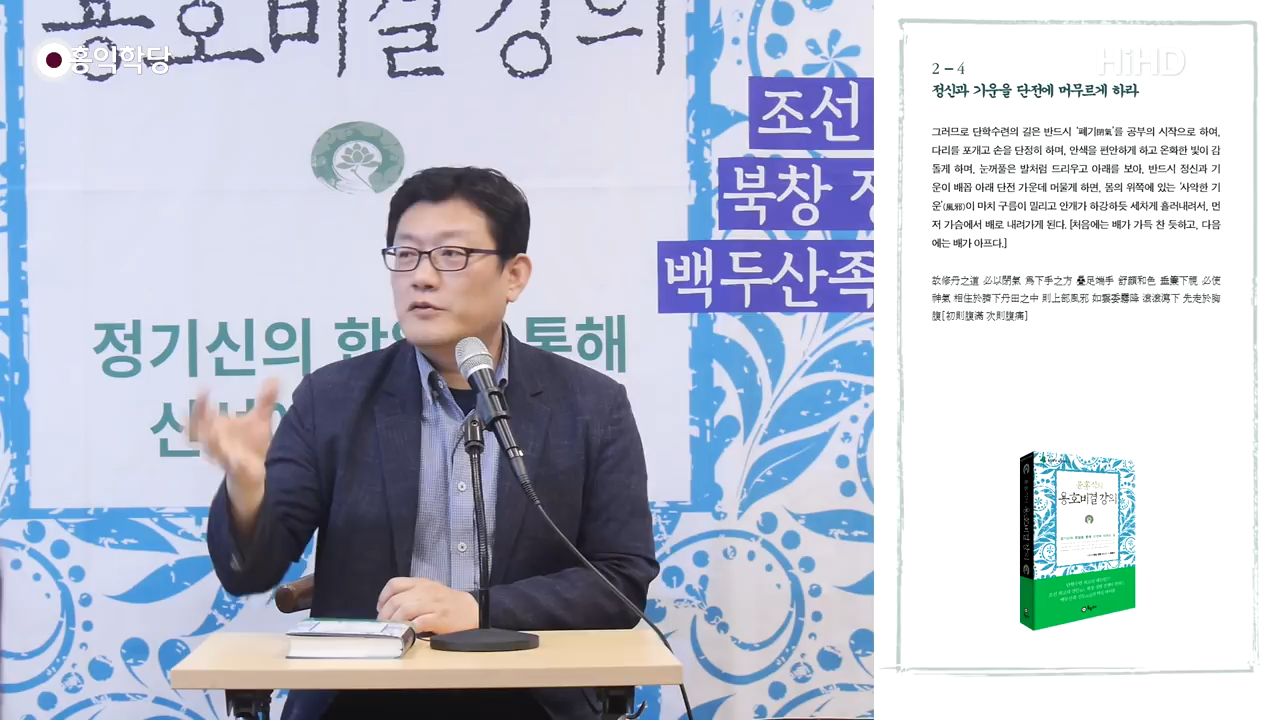 용호비결 강의
홍익학당
조선
북창 정
백두산족
정기신의 합 통해
HiHD
2 – 4
정신과 기운을 단전에 머무르게 하라
그러므로 단학수련의 길은 반드시 ‘폐기閉氣’를 공부의 시작으로 하여,
다리를 포개고 손을 단정히 하며, 안색을 편안하게 하고 온화한 빛이 감
돌게 하며, 눈꺼풀은 발처럼 드리우고 아래를 보아, 반드시 정신과 기
운이 배꼽 아래 단전 가운데 머물게 하면, 몸의 위쪽에 있는 ‘사악한 기
운’(風邪)이 마치 구름이 밀리고 안개가 하강하듯 세차게 흘러내려서, 먼
저 가슴에서 배로 내려가게 된다. [처음에는 배가 가득 찬 듯하고, 다음
에는 배가 아프다.]
故修丹之道 必以閉氣 爲下手之方 疊足端手 舒顔和色 垂簾下視 必使
神氣 相住於臍下丹田之中 則上部風邪 如雲委霧降 滾滾瀉下 先走於胸
腹[初則腹滿 次則腹痛]
윤홍식의
용호비결 강의